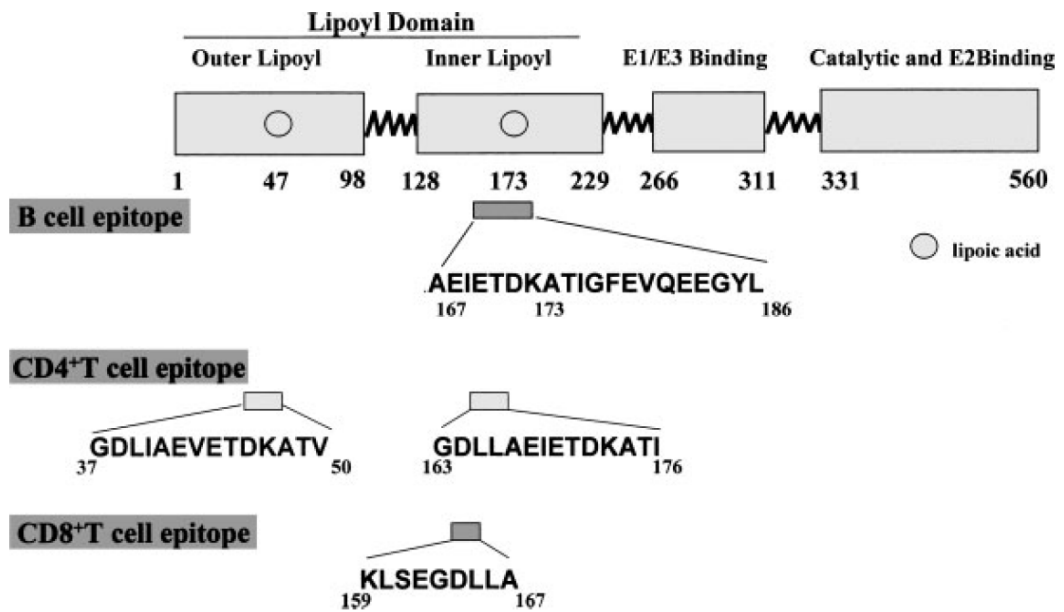 Lipoyl Domain
Outer Lipoyl Inner Lipoyl E1/E3 Binding Catalytic and E2Binding
1 47 98 128 173 229 266 311 331 560
B cell epitope
lipoic acid
AEIETDKATIGFEVQEEGYL
167 173 186
CD4⁺T cell epitope
GDLIAEVETDKATV GDLLAEIETDKATI
37 50 163 176
CD8⁺T cell epitope
KLSEGDLLA
159 167